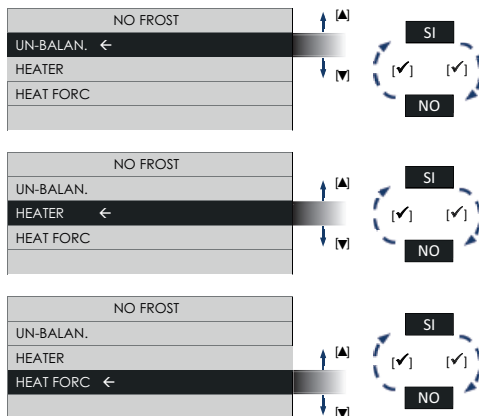 NO FROST
UN-BALAN. ←
HEATER
HEAT FORC
[▲]
[▼]
SI
[✓] [✓]
NO
NO FROST
UN-BALAN.
HEATER ←
HEAT FORC
[▲]
[▼]
SI
[✓] [✓]
NO
NO FROST
UN-BALAN.
HEATER
HEAT FORC ←
[▲]
[▼]
SI
[✓] [✓]
NO